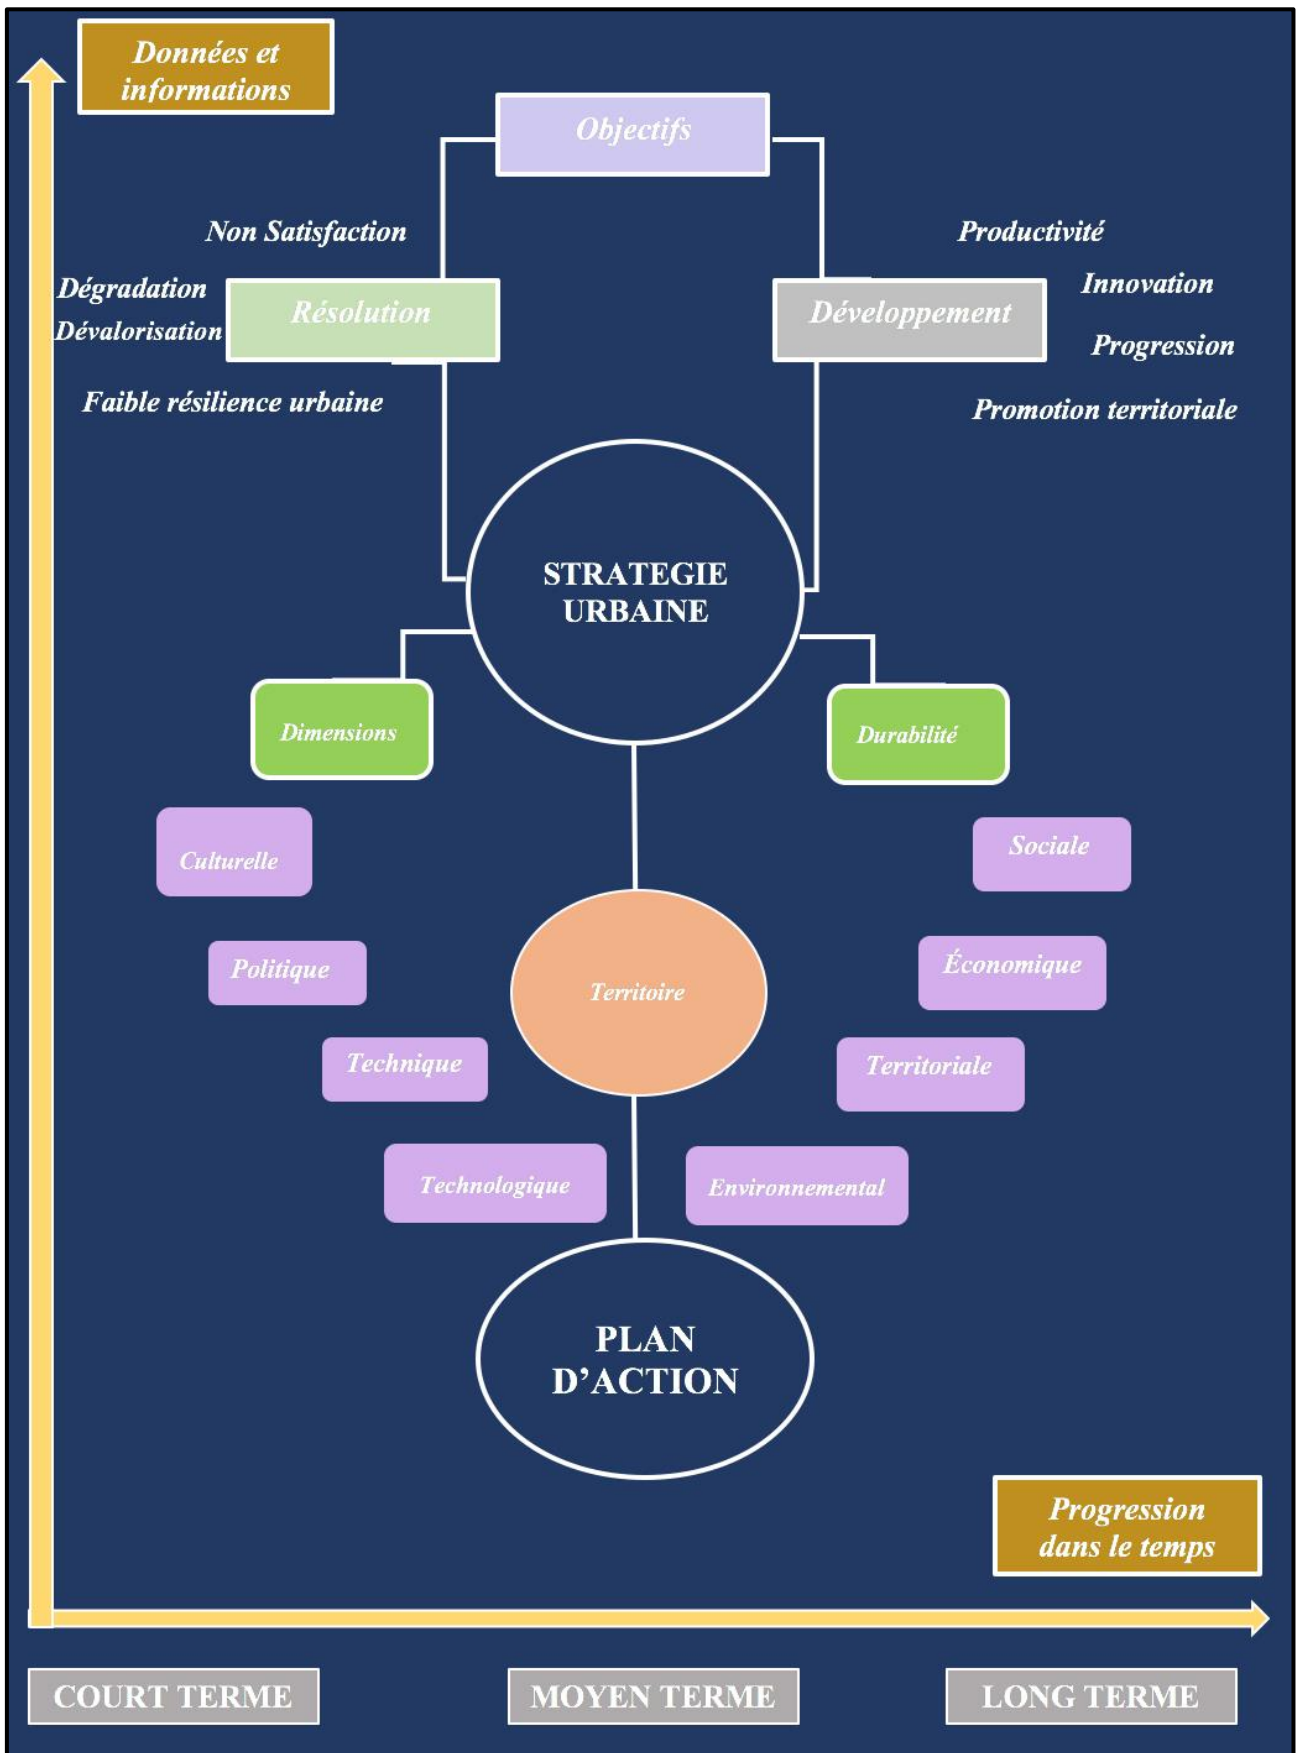 Données et
informations
Objectifs
Non Satisfaction
Productivité
Dégradation
Innovation
Résolution
Développement
Dévalorisation
Progression
Faible résilience urbaine
Promotion territoriale
STRATEGIE
URBAINE
Dimensions
Durabilité
Culturelle
Sociale
Politique
Économique
Territoire
Technique
Territoriale
Technologique
Environnemental
PLAN
D’ACTION
Progression
dans le temps
COURT TERME
MOYEN TERME
LONG TERME